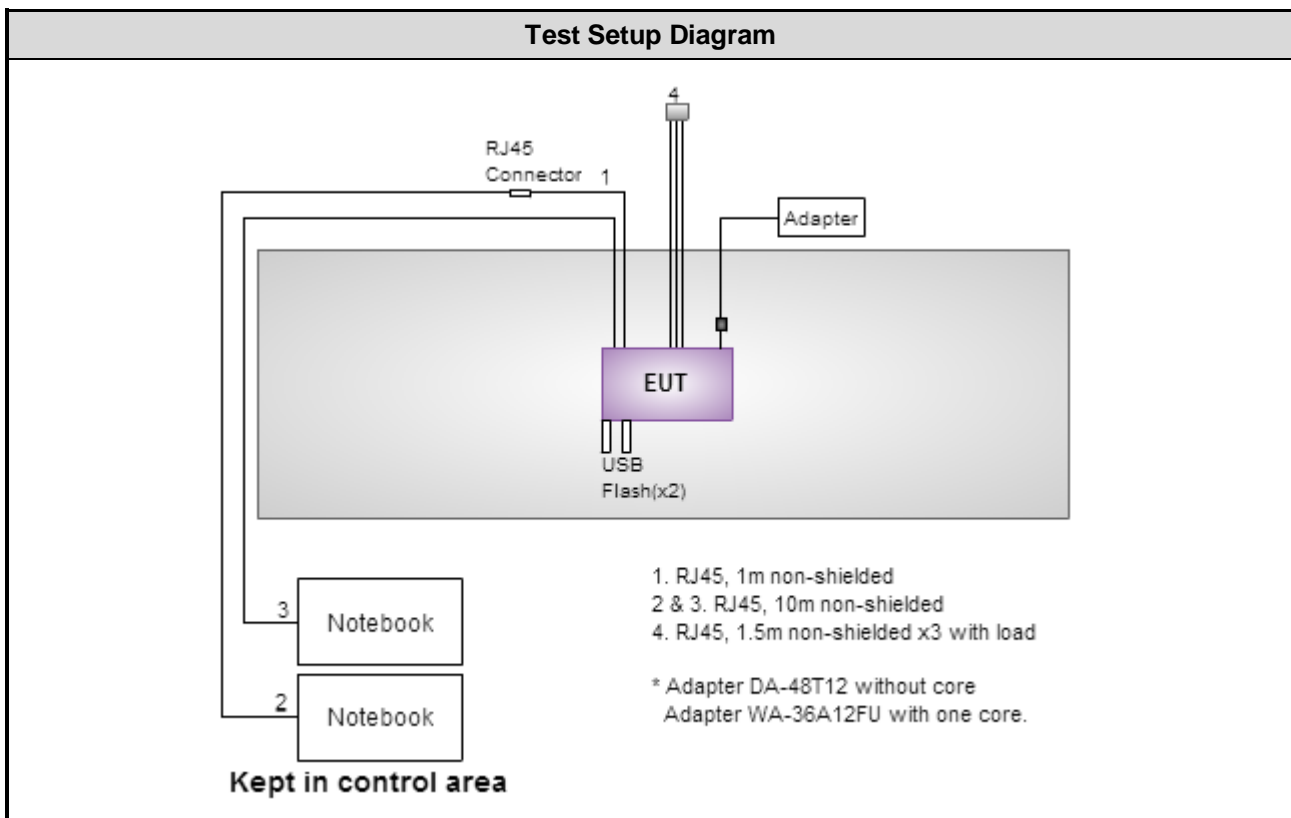 Test Setup Diagram
4
RJ45
Connector
1
Adapter
EUT
USB
Flash(x2)
1. RJ45, 1m non-shielded
2 & 3. RJ45, 10m non-shielded
4. RJ45, 1.5m non-shielded x3 with load
* Adapter DA-48T12 without core
Adapter WA-36A12FU with one core.
3
Notebook
2
Notebook
Kept in control area